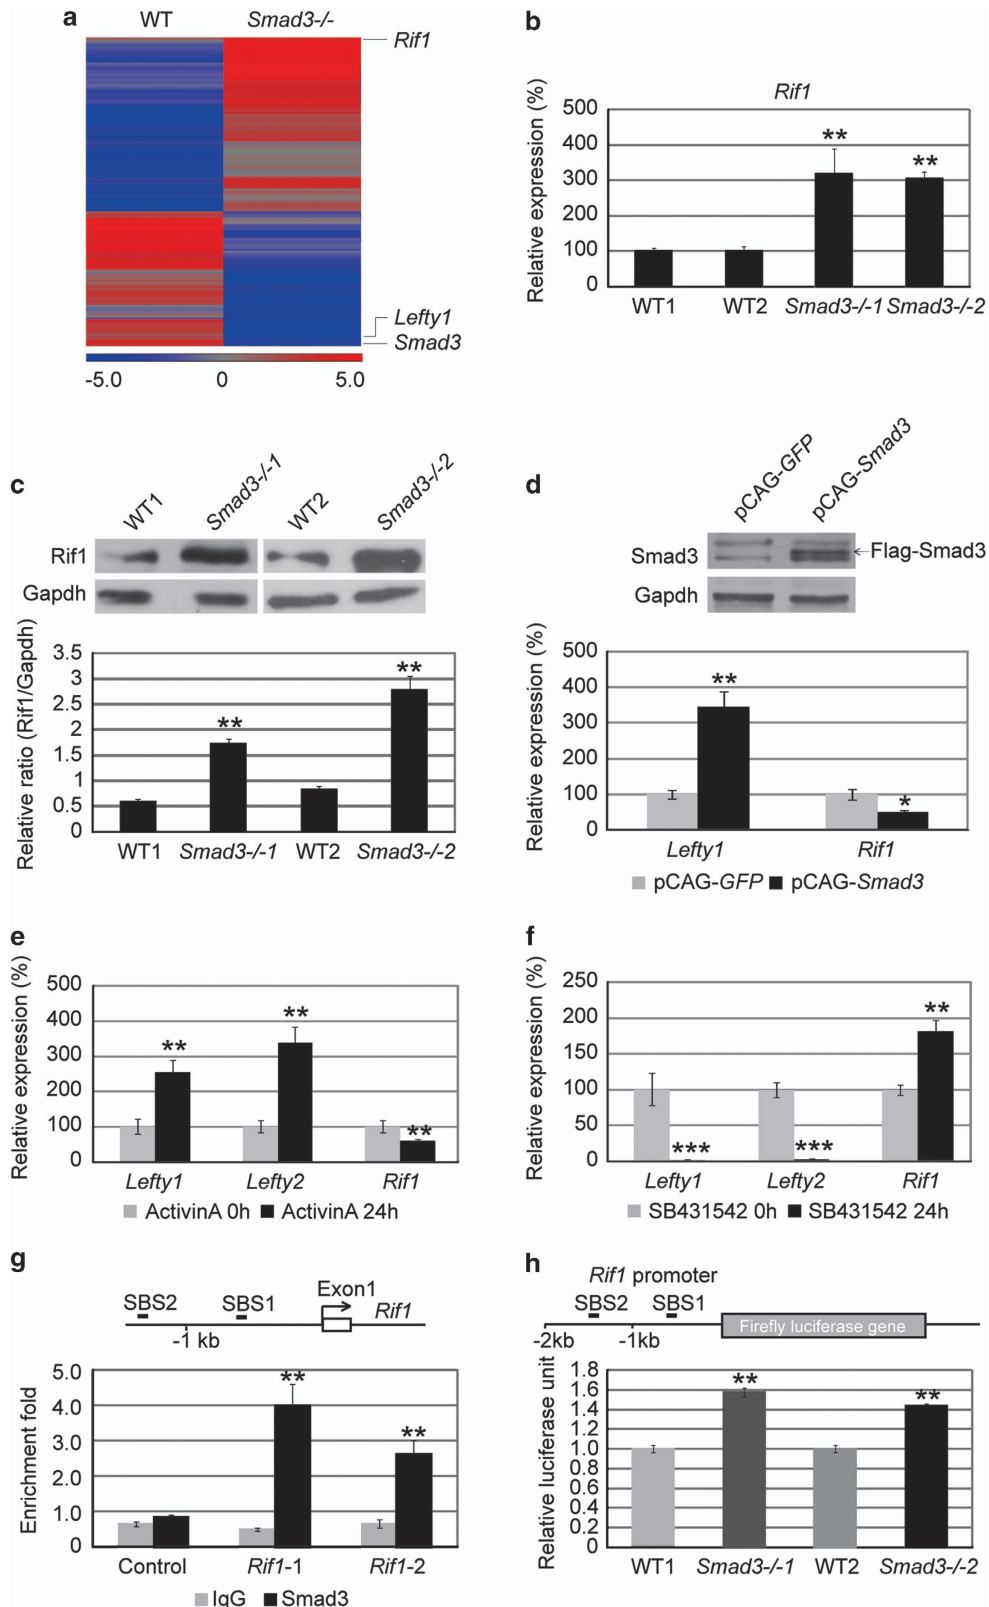 a
WT Smad3-/-
Rif1
Lefty1
Smad3
-5.0 0 5.0
b
Rif1
Relative expression (%)
500
400
300
200
100
0
** **
WT1 WT2 Smad3-/-1 Smad3-/-2
c
WT1 Smad3-/-1 WT2 Smad3-/-2
Rif1
Gapdh
Relative ratio (Rif1/Gapdh)
3.5
3
2.5
2
1.5
1
0.5
0
** **
WT1 Smad3-/-1 WT2 Smad3-/-2
d
pCAG-GFP pCAG-Smad3
Smad3 Flag-Smad3
Gapdh
Relative expression (%)
500
400
300
200
100
0
** *
Lefty1 Rif1
pCAG-GFP pCAG-Smad3
e
Relative expression (%)
500
400
300
200
100
0
** ** **
Lefty1 Lefty2 Rif1
ActivinA 0h ActivinA 24h
f
Relative expression (%)
250
200
150
100
50
0
*** *** **
Lefty1 Lefty2 Rif1
SB431542 0h SB431542 24h
g
SBS2 SBS1 Exon1 Rif1
-1 kb
Enrichment fold
5.0
4.0
3.0
2.0
1.0
0
** **
Control Rif1-1 Rif1-2
IgG Smad3
h
Rif1 promoter
SBS2 SBS1
Firefly luciferase gene
-2kb -1kb
Relative luciferase unit
1.8
1.6
1.4
1.2
1.0
0.8
0.6
0.4
0.2
0
** **
WT1 Smad3-/-1 WT2 Smad3-/-2